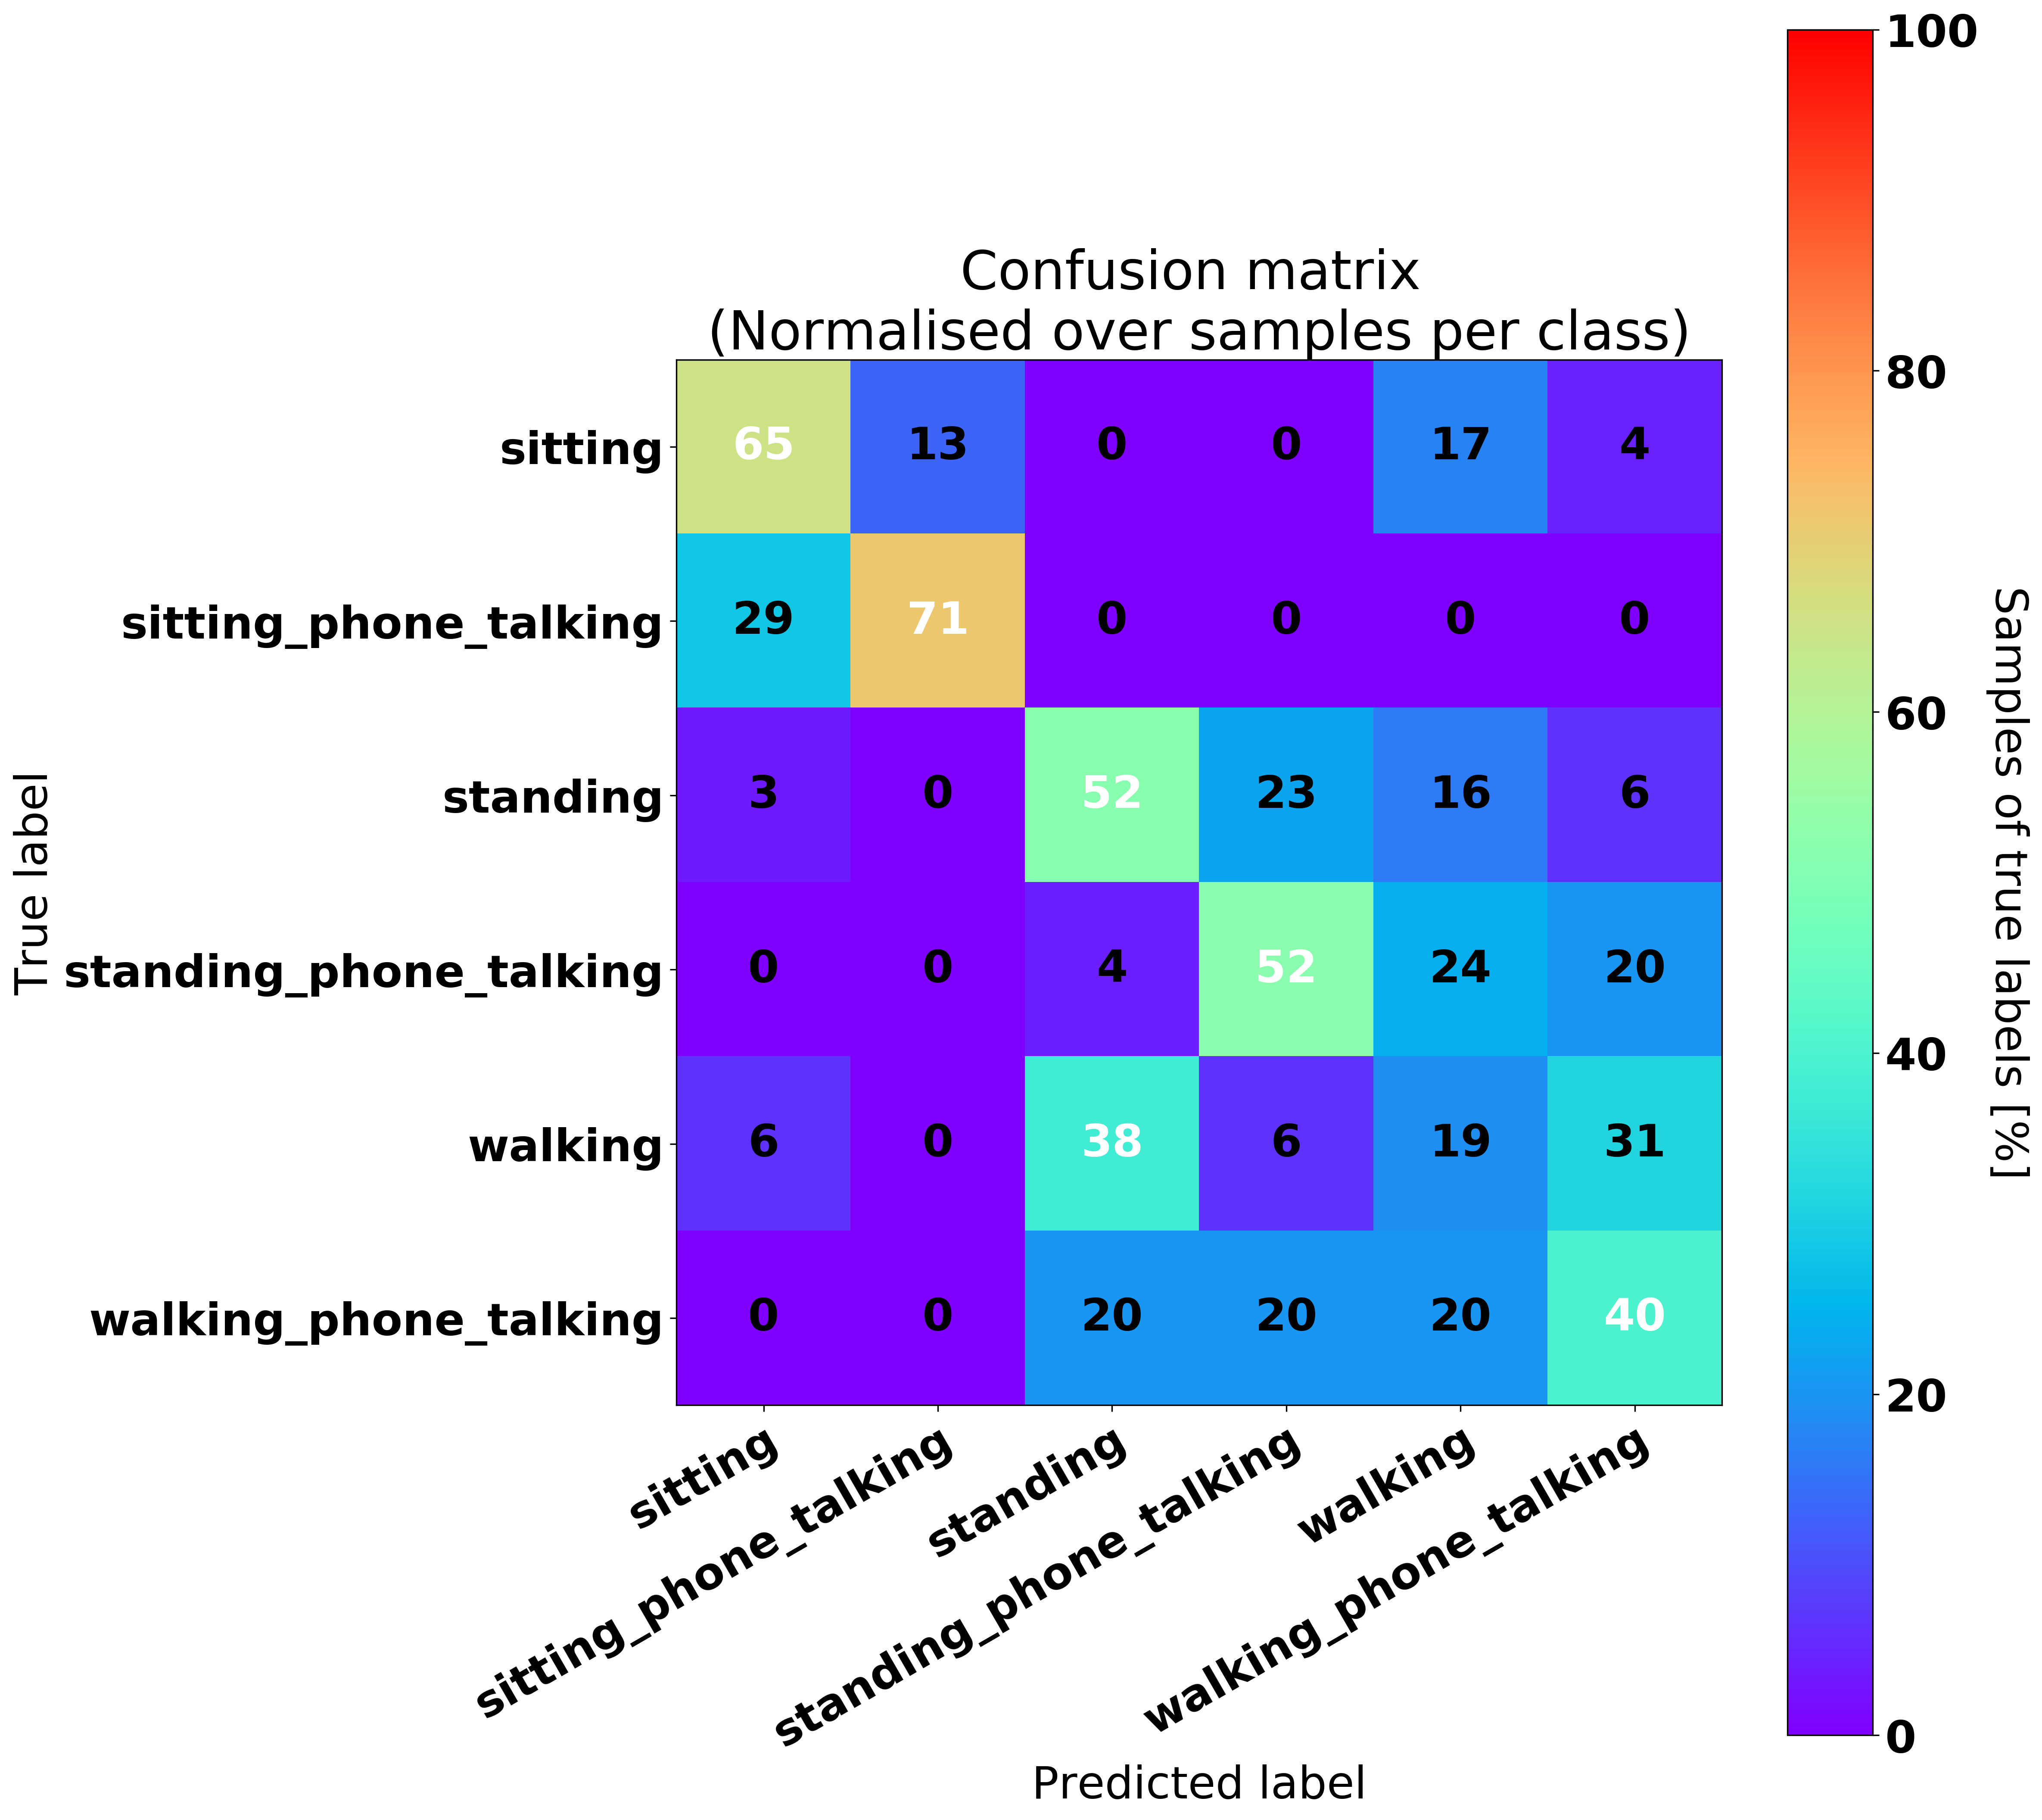 Confusion matrix
(Normalised over samples per class)
True label
sitting 65 13 0 0 17 4
sitting_phone_talking 29 71 0 0 0 0
standing 3 0 52 23 16 6
standing_phone_talking 0 0 4 52 24 20
walking 6 0 38 6 19 31
walking_phone_talking 0 0 20 20 20 40
sitting
sitting_phone_talking
standing
standing_phone_talking
walking
walking_phone_talking
Predicted label
100
80
60
40
20
0
Samples of true labels [%]